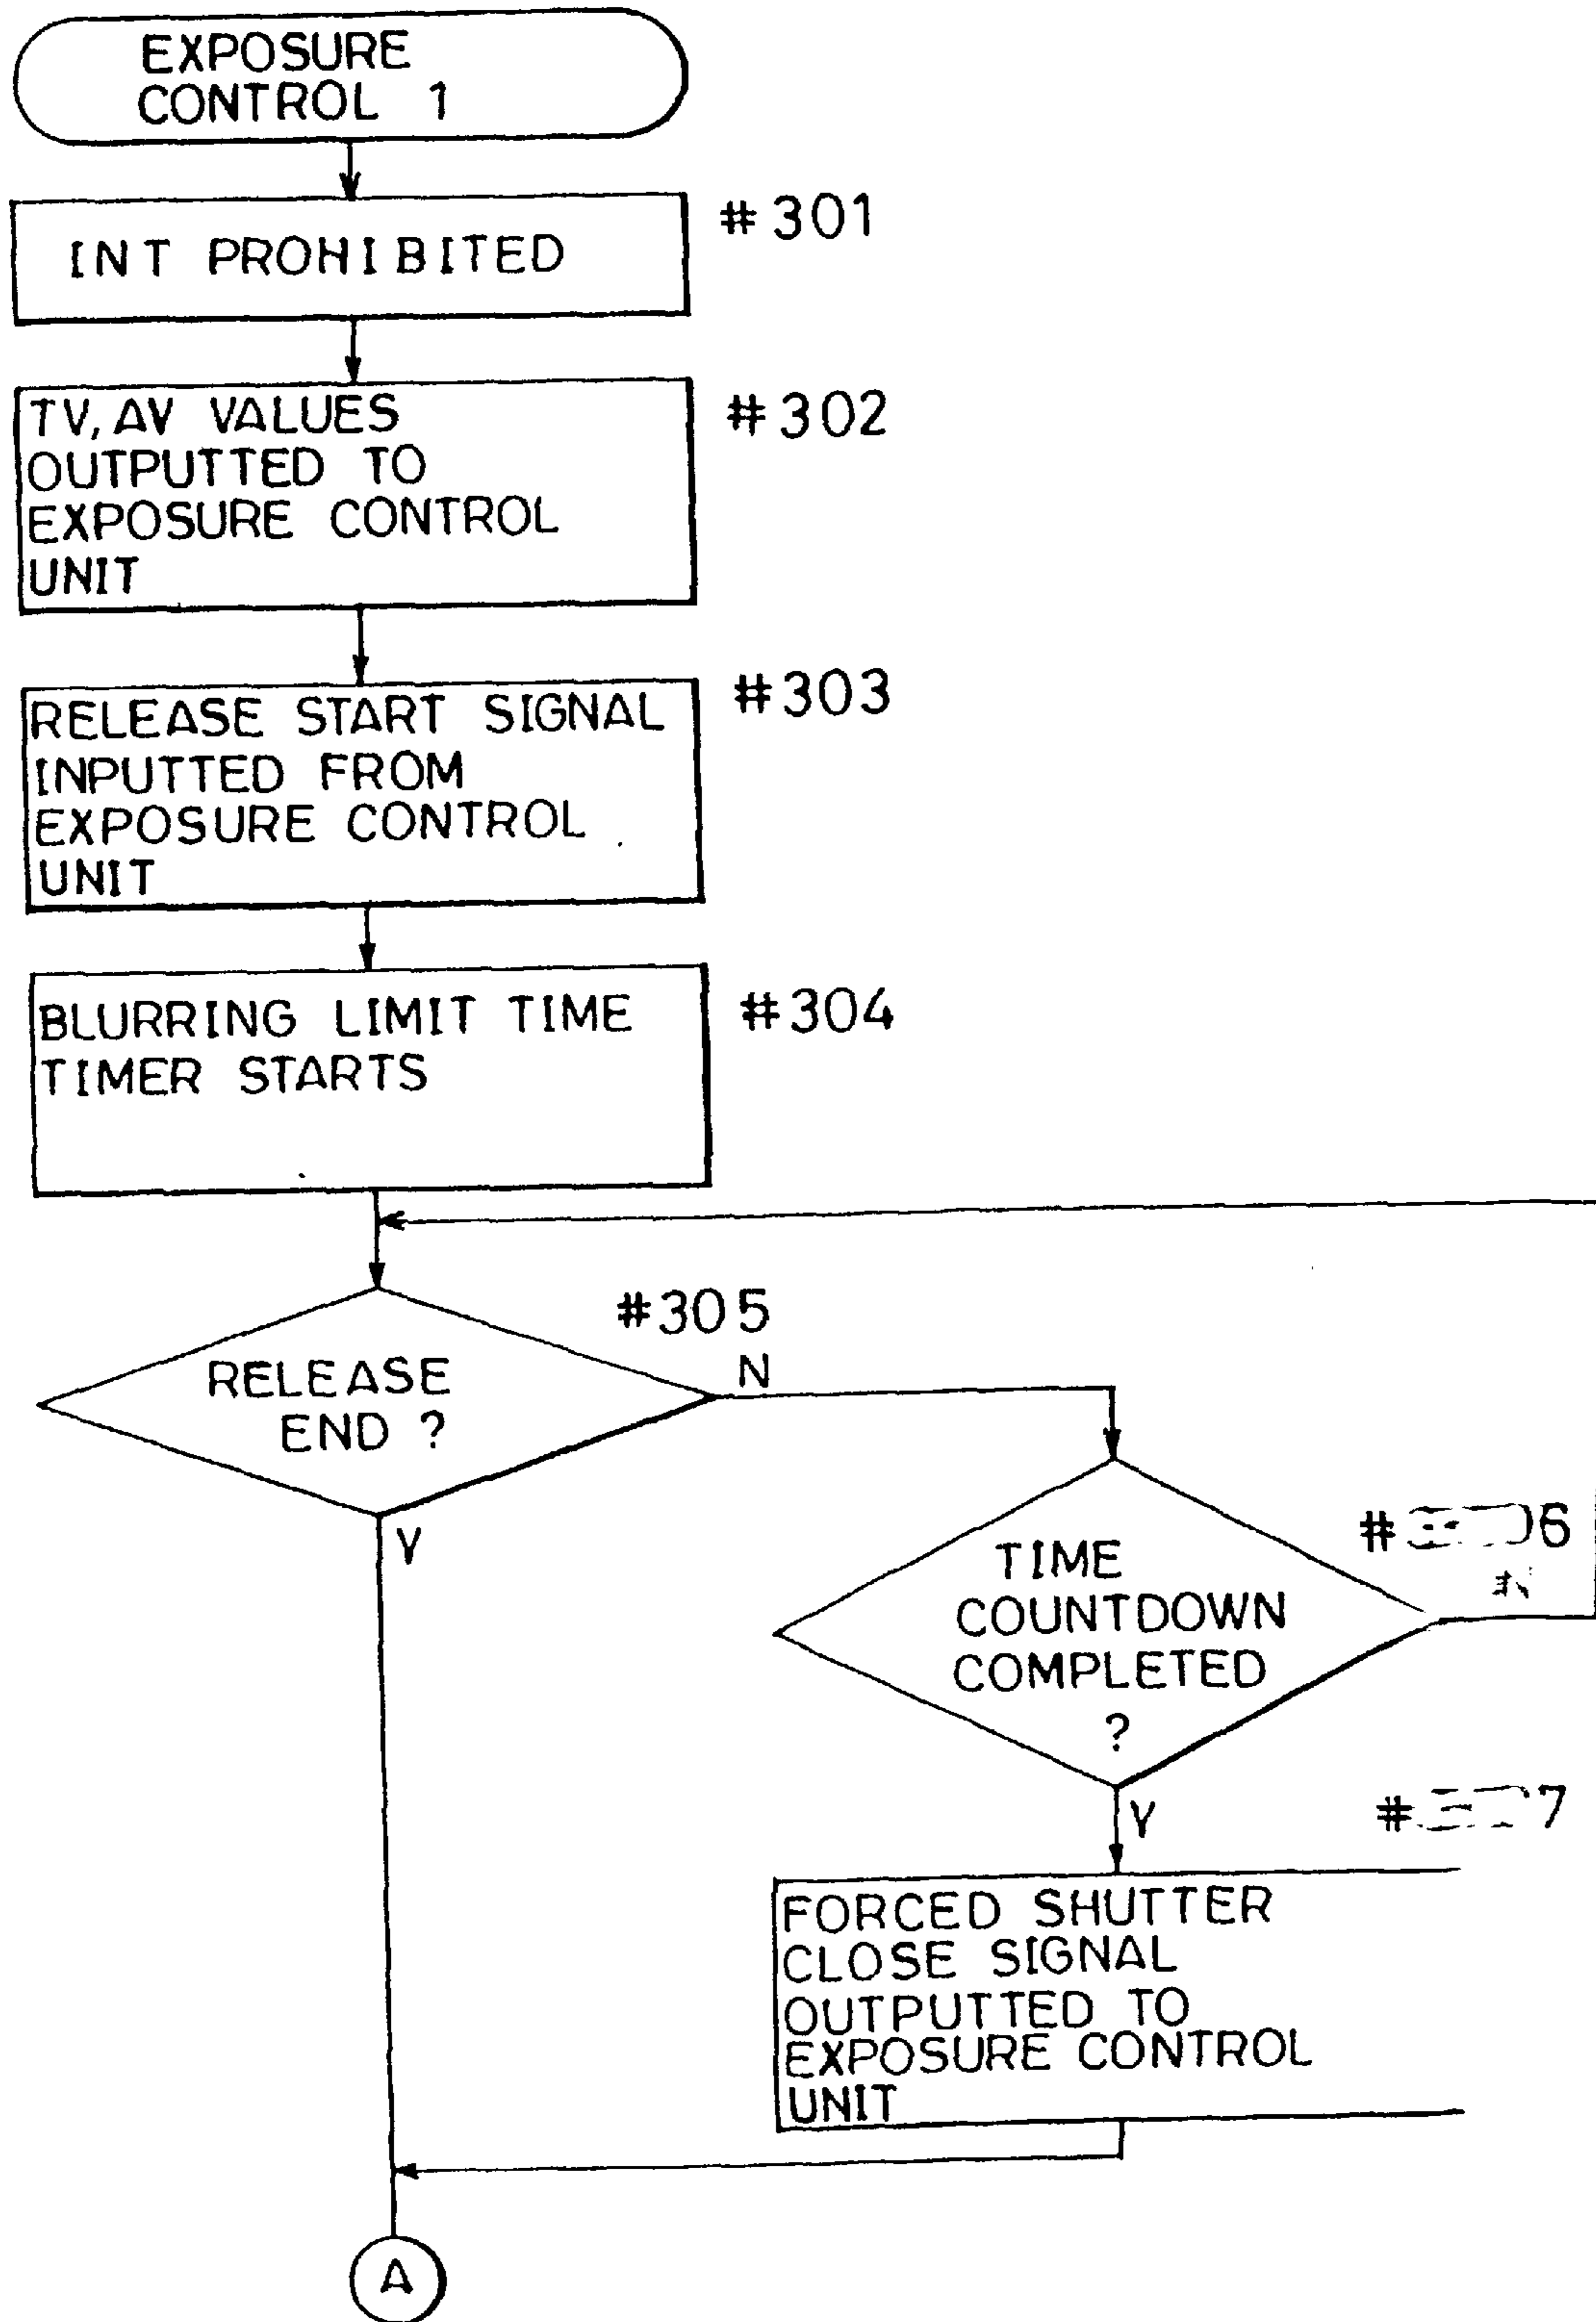 EXPOSURE
CONTROL 1
#301
INT PROHIBITED
#302
TV, AV VALUES
OUTPUTTED TO
EXPOSURE CONTROL
UNIT
#303
RELEASE START SIGNAL
INPUTTED FROM
EXPOSURE CONTROL
UNIT
#304
BLURRING LIMIT TIME
TIMER STARTS
#305
N
RELEASE
END ?
Y
TIME
COUNTDOWN
COMPLETED
?
Y
FORCED SHUTTER
CLOSE SIGNAL
OUTPUTTED TO
EXPOSURE CONTROL
UNIT
A